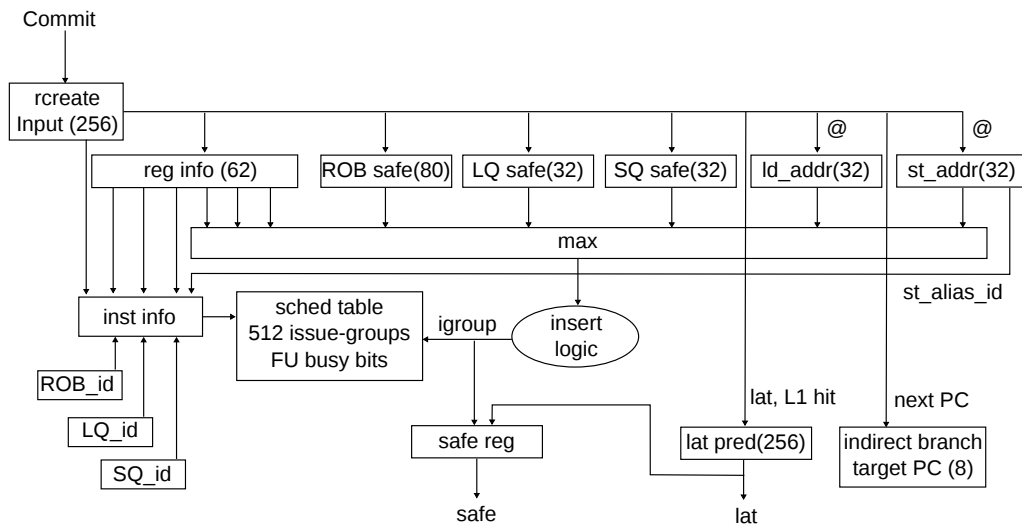 Commit
rcreate
Input (256)
@
@
reg info (62)
ROB safe(80)
LQ safe(32)
SQ safe(32)
ld_addr(32)
st_addr(32)
max
st_alias_id
inst info
sched table
512 issue-groups
FU busy bits
igroup
insert
logic
ROB_id
LQ_id
SQ_id
lat, L1 hit
next PC
safe reg
lat pred(256)
indirect branch
target PC (8)
safe
lat